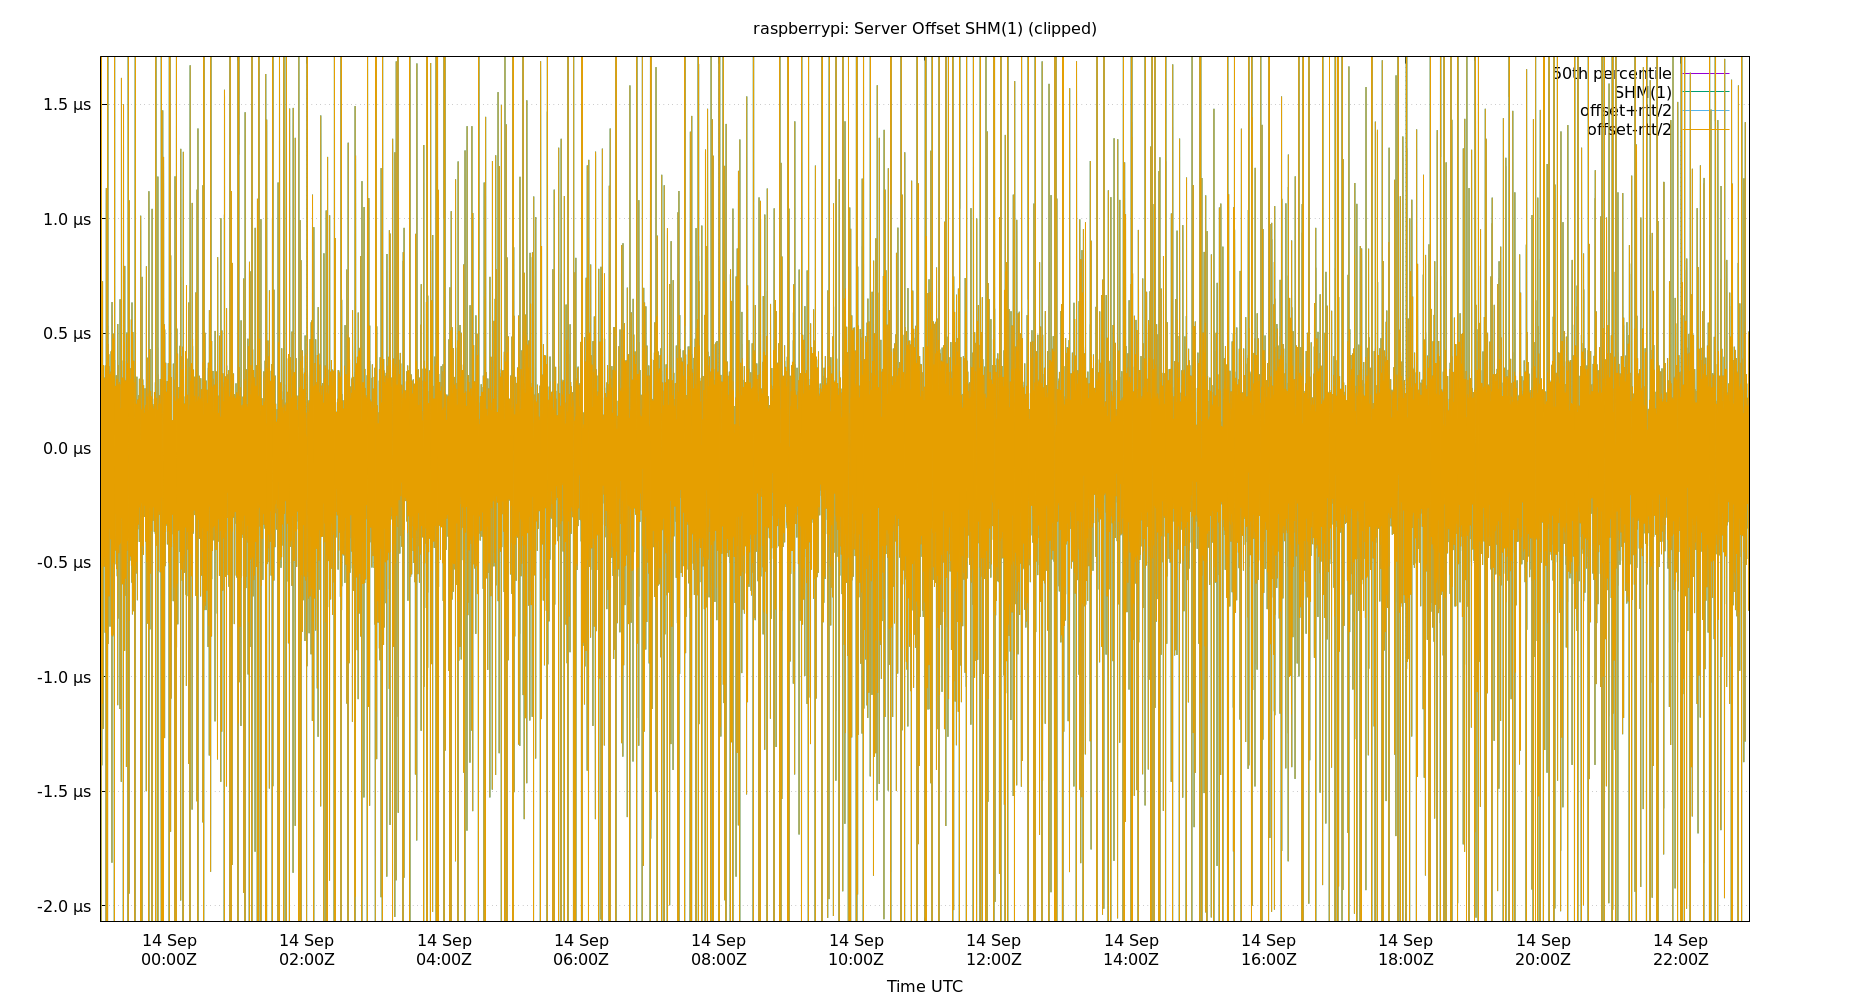 raspberrypi: Server Offset SHM(1) (clipped)
50th percentile
SHM(1)
offset+rtt/2
offset-rtt/2
1.5 µs
1.0 µs
0.5 µs
0.0 µs
-0.5 µs
-1.0 µs
-1.5 µs
-2.0 µs
14 Sep 14 Sep 14 Sep 14 Sep 14 Sep 14 Sep 14 Sep 14 Sep 14 Sep 14 Sep 14 Sep 14 Sep
00:00Z 02:00Z 04:00Z 06:00Z 08:00Z 10:00Z 12:00Z 14:00Z 16:00Z 18:00Z 20:00Z 22:00Z
Time UTC